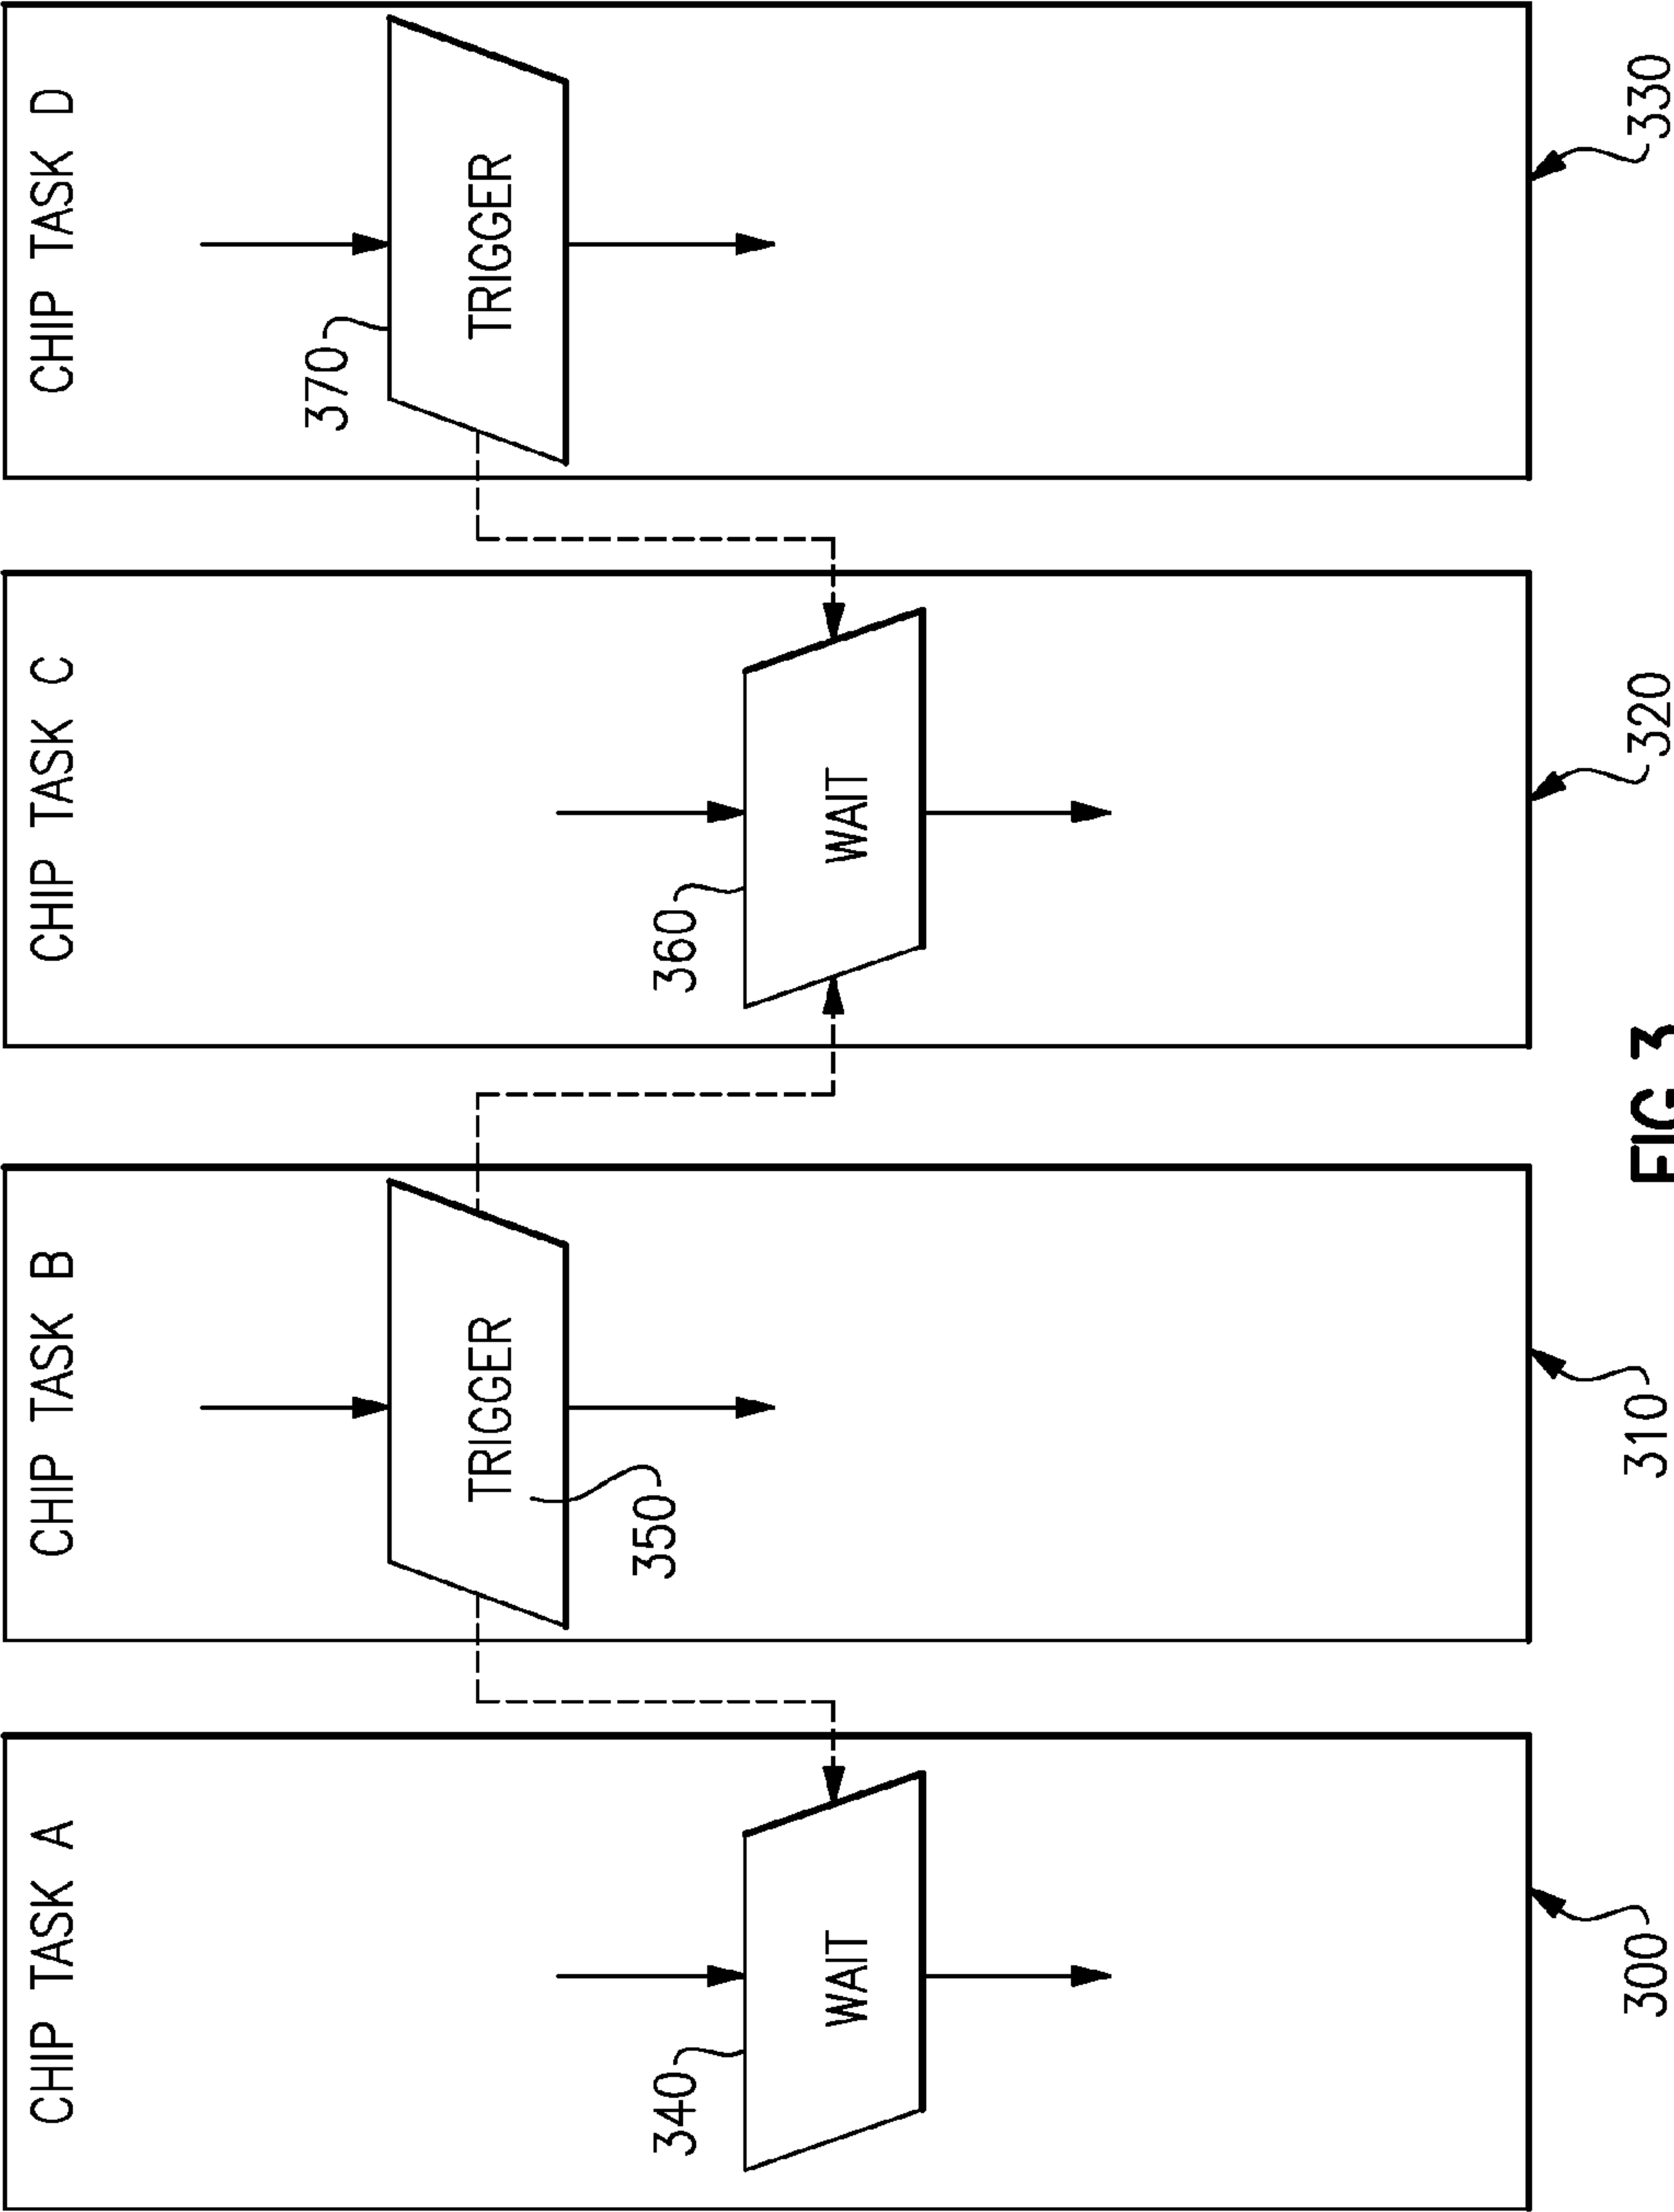 CHIP TASK A
CHIP TASK B
CHIP TASK C
CHIP TASK D
370
TRIGGER
TRIGGER
350
340
WAIT
360
WAIT
300
310
320
330
FIG. 3